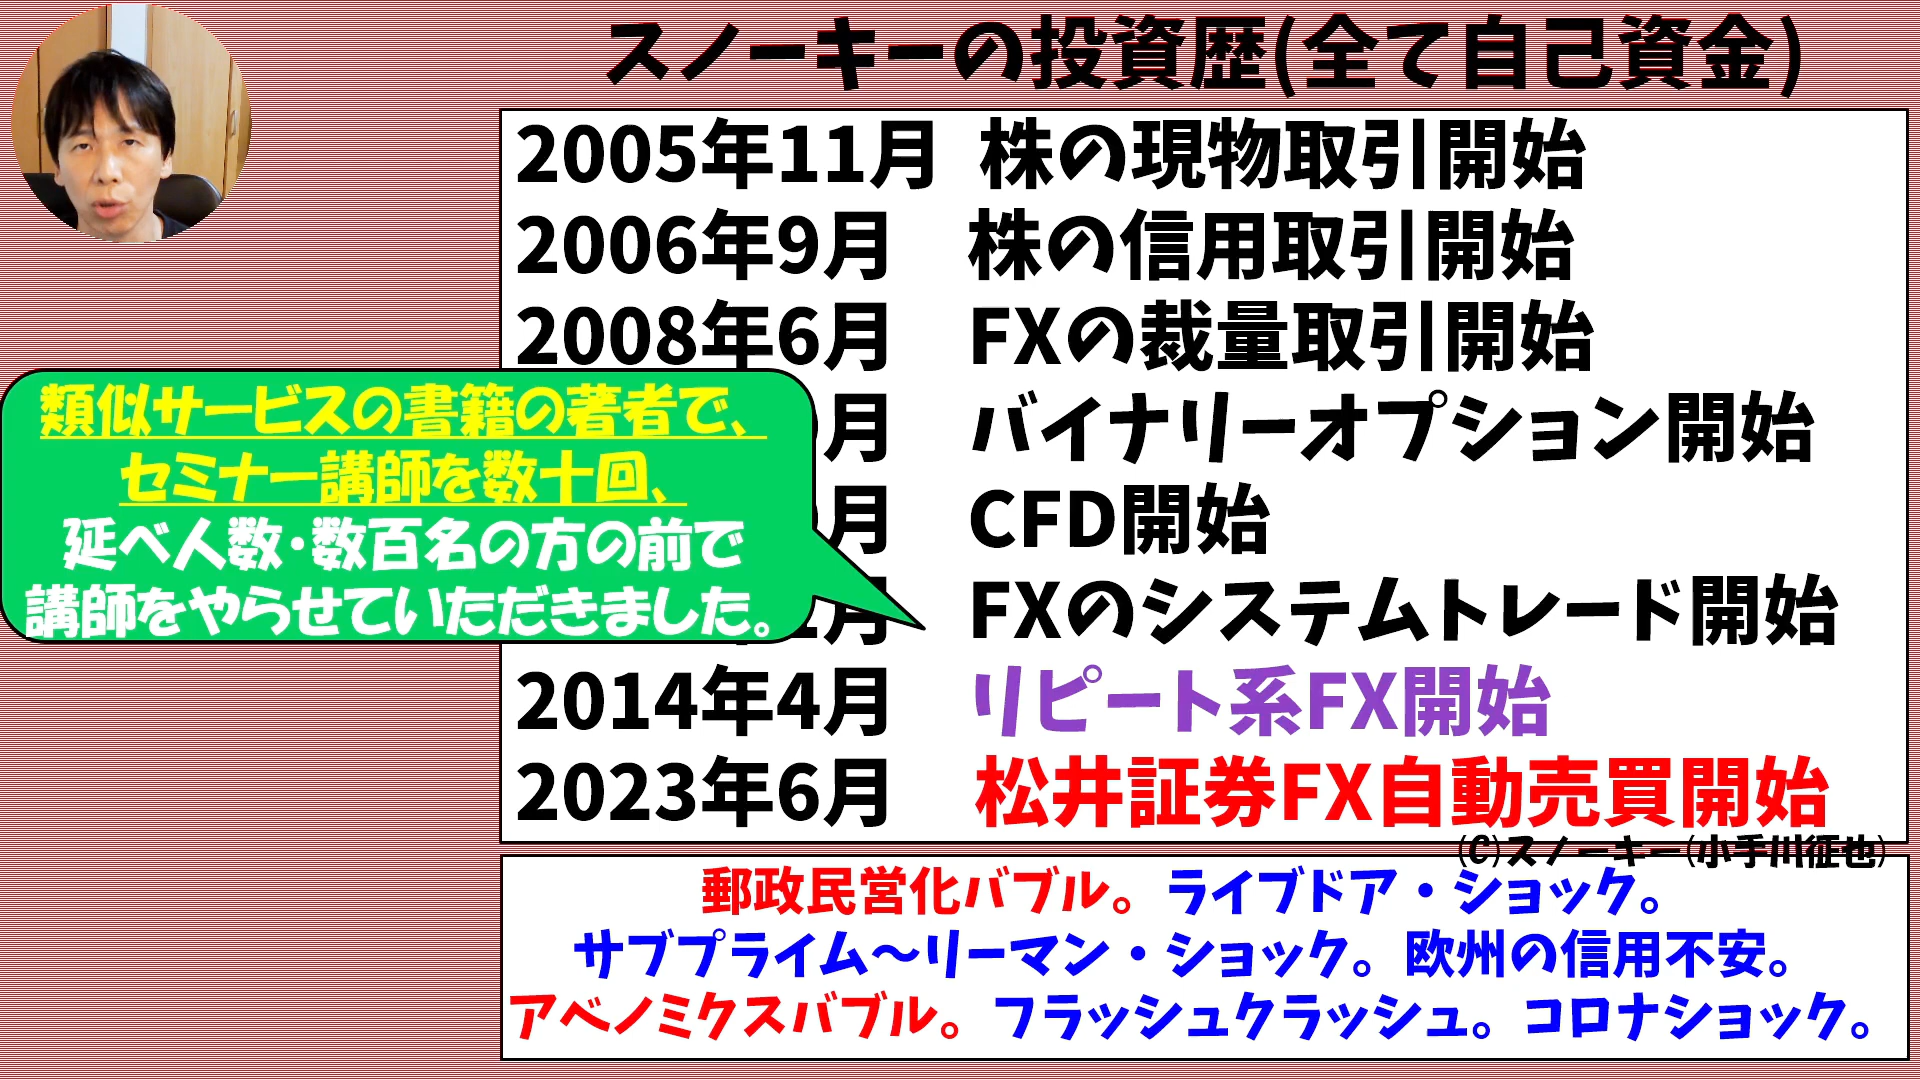 スノーキーの投資歴(全て自己資金)
2005年11月 株の現物取引開始
2006年9月 株の信用取引開始
2008年6月 FXの裁量取引開始
月 バイナリーオプション開始
月 CFD開始
月 FXのシステムトレード開始
2014年4月 リピート系FX開始
2023年6月 松井証券FX自動売買開始
類似サービスの書籍の著者で、
セミナー講師を数十回、
延べ人数・数百名の方の前で
講師をやらせていただきました。
(C)スノーキー(小手川征也)
郵政民営化バブル。ライブドア・ショック。
サブプライム～リーマン・ショック。欧州の信用不安。
アベノミクスバブル。フラッシュクラッシュ。コロナショック。